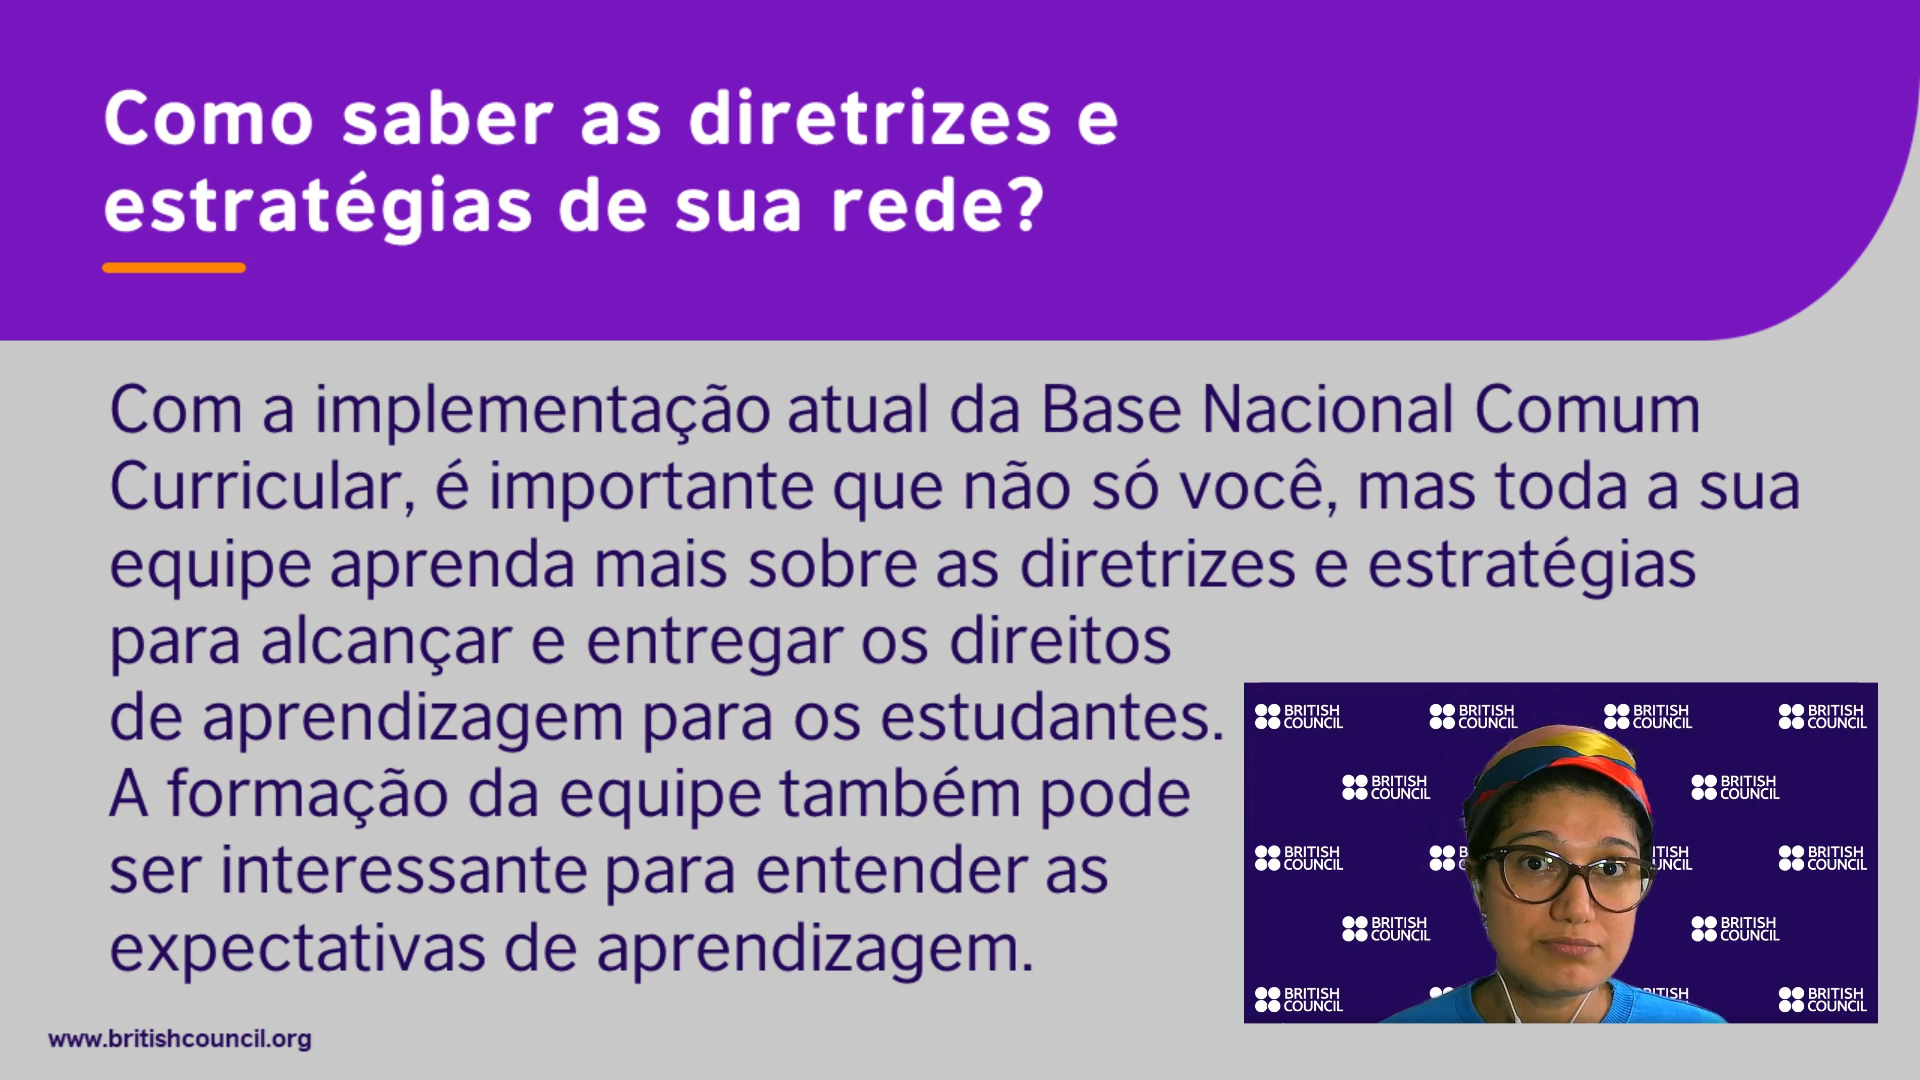 Como saber as diretrizes e
estratégias de sua rede?
Com a implementação atual da Base Nacional Comum
Curricular, é importante que não só você, mas toda a sua
equipe aprenda mais sobre as diretrizes e estratégias
para alcançar e entregar os direitos
de aprendizagem para os estudantes.
A formação da equipe também pode
ser interessante para entender as
expectativas de aprendizagem.
BRITISH COUNCIL BRITISH COUNCIL BRITISH COUNCIL BRITISH COUNCIL
BRITISH COUNCIL BRITISH COUNCIL
BRITISH COUNCIL BRITISH COUNCIL
BRITISH COUNCIL BRITISH COUNCIL
BRITISH COUNCIL BRITISH COUNCIL
www.britishcouncil.org